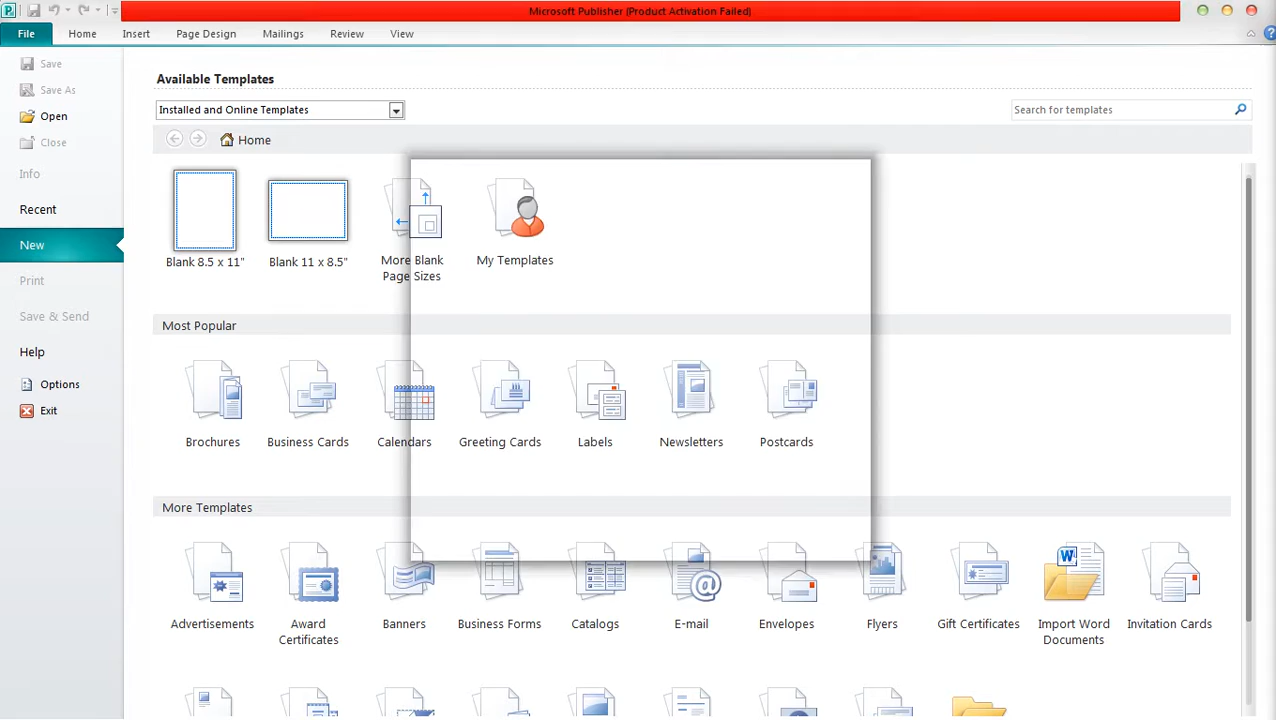 Microsoft Publisher (Product Activation Failed)
File Home Insert Page Design Mailings Review View
Save
Save As
Open
Close
Info
Recent
New
Print
Save & Send
Help
Options
Exit
Available Templates
Installed and Online Templates
Search for templates
Home
Blank 8.5 x 11"
Blank 11 x 8.5"
More Blank
Page Sizes
My Templates
Most Popular
Brochures
Business Cards
Calendars
Greeting Cards
Labels
Newsletters
Postcards
More Templates
Advertisements
Award
Certificates
Banners
Business Forms
Catalogs
E-mail
Envelopes
Flyers
Gift Certificates
Import Word
Documents
Invitation Cards